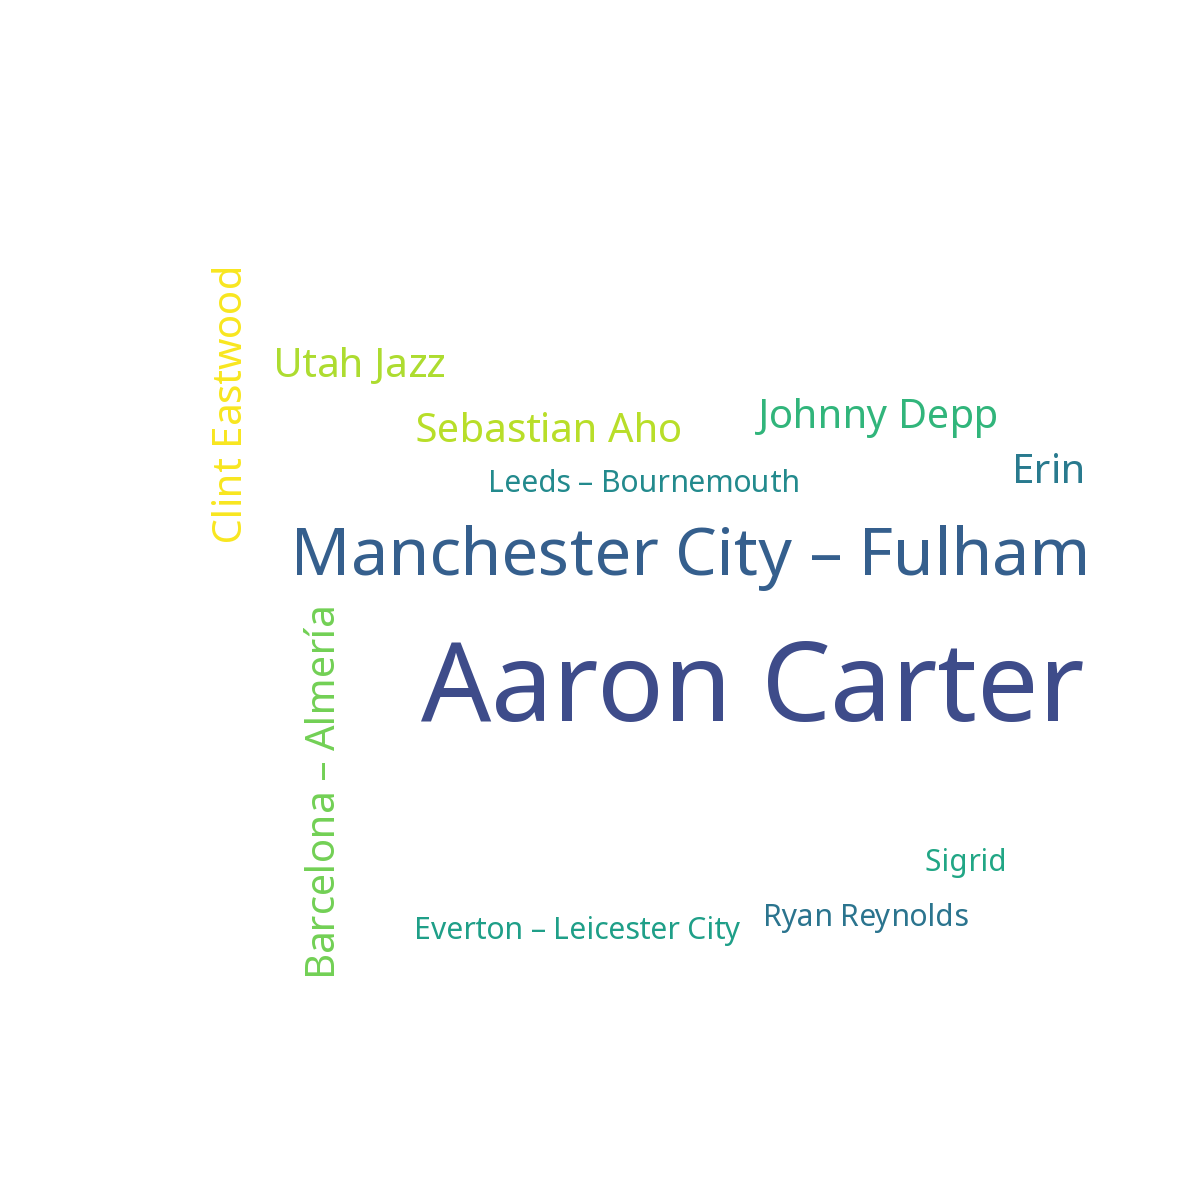 Clint Eastwood
Utah Jazz
Johnny Depp
Sebastian Aho
Erin
Leeds – Bournemouth
Manchester City – Fulham
Barcelona – Almería
Aaron Carter
Sigrid
Ryan Reynolds
Everton – Leicester City